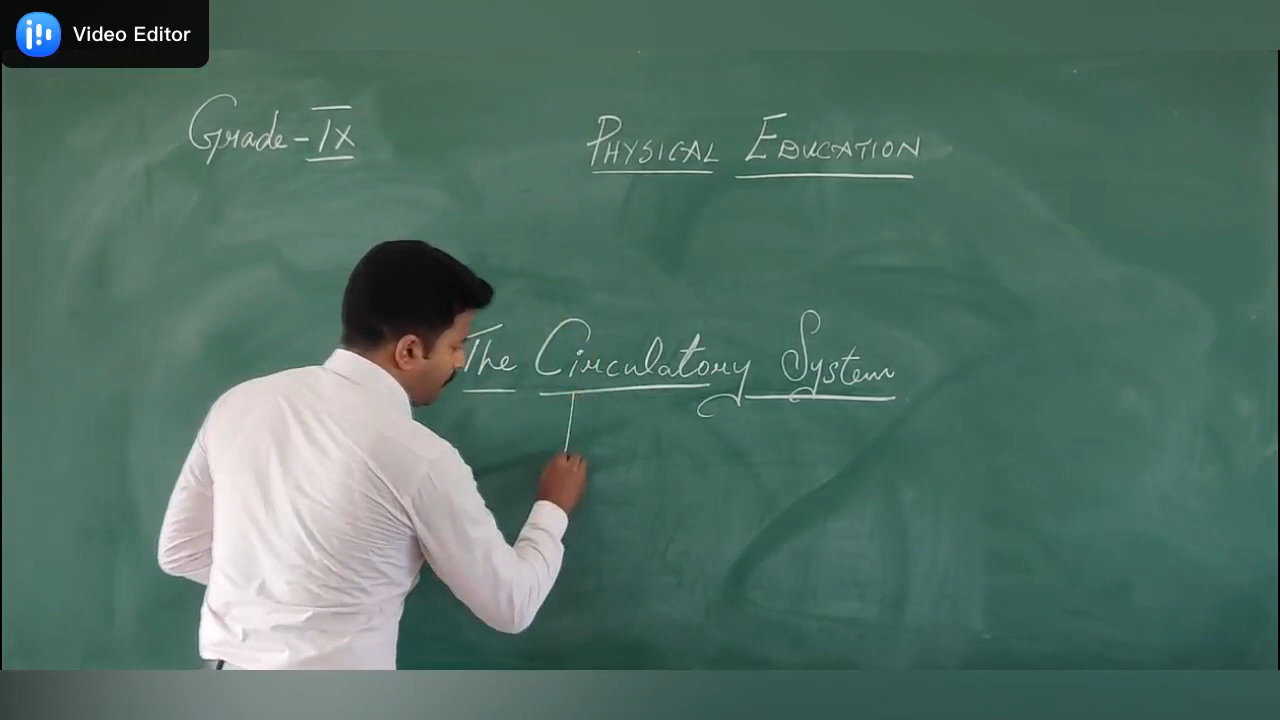 Video Editor
Grade-IX
PHYSICAL EDUCATION
The Circulatory System